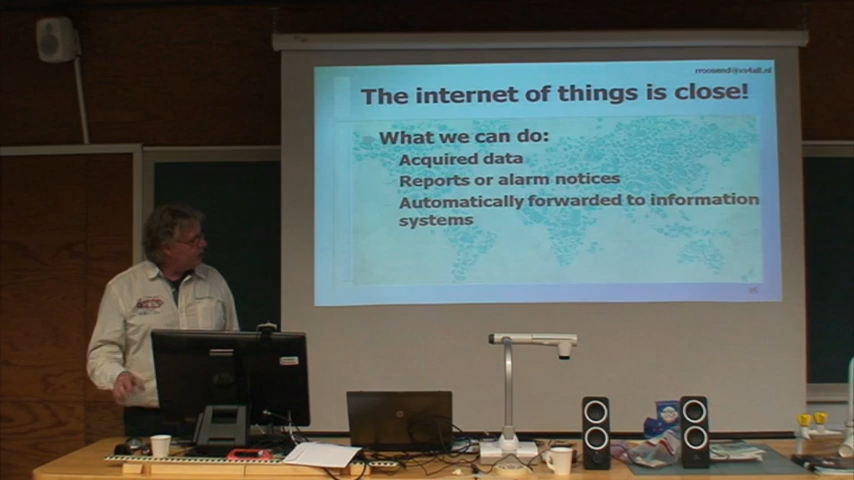 rroosend@xs4all.nl
The internet of things is close!
What we can do:
Acquired data
Reports or alarm notices
Automatically forwarded to information
systems